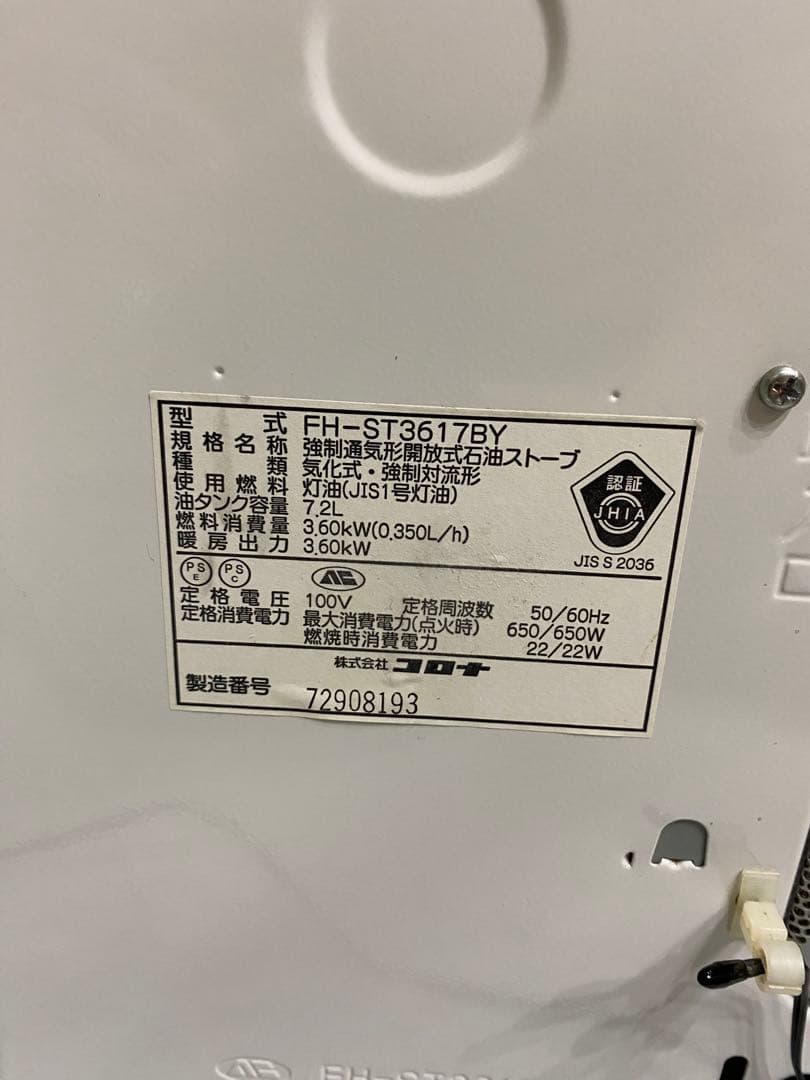 型式 FH-ST3617BY
規格名称 強制通気形開放式石油ストーブ
種類 気化式・強制対流形
使用燃料 灯油(JIS1号灯油)
油タンク容量 7.2L
燃料消費量 3.60kW(0.350L/h)
暖房出力 3.60kW
認証
JHIA
JIS S 2036
PS E PS C
定格電圧 100V 定格周波数 50/60Hz
定格消費電力 最大消費電力(点火時) 650/650W
燃焼時消費電力 22/22W
株式会社 コロナ
製造番号 72908193